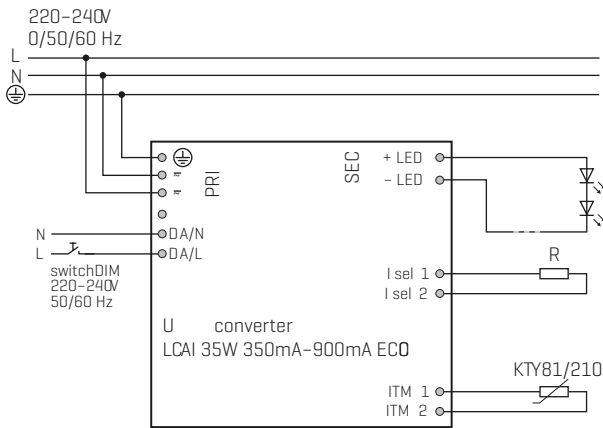 220–240V
0/50/60 Hz
L
N
PRI
SEC
+ LED
– LED
N
DA/N
L
DA/L
switchDIM
220–240V
50/60 Hz
I sel 1
I sel 2
R
U converter
LCAI 35W 350mA–900mA ECO
KTY81/210
ITM 1
ITM 2